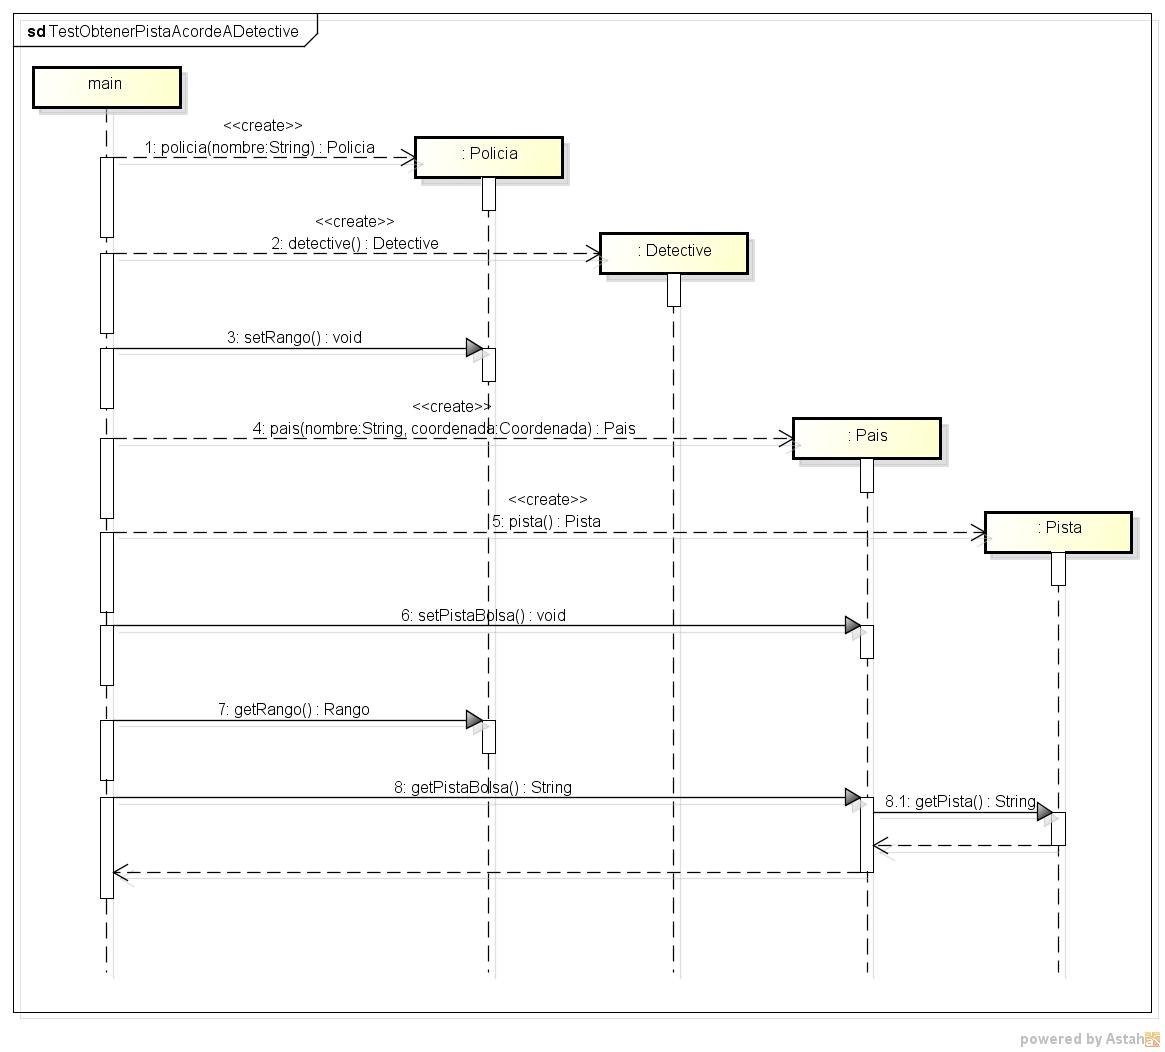 sd TestObtenerPistaAcordeADetective
main
<<create>>
1: policia(nombre:String) : Policia
: Policia
<<create>>
2: detective() : Detective
: Detective
3: setRango() : void
<<create>>
4: pais(nombre:String, coordenada:Coordenada) : Pais
: Pais
<<create>>
5: pista() : Pista
: Pista
6: setPistaBolsa() : void
7: getRango() : Rango
8: getPistaBolsa() : String
8.1: getPista() : String
powered by Astah